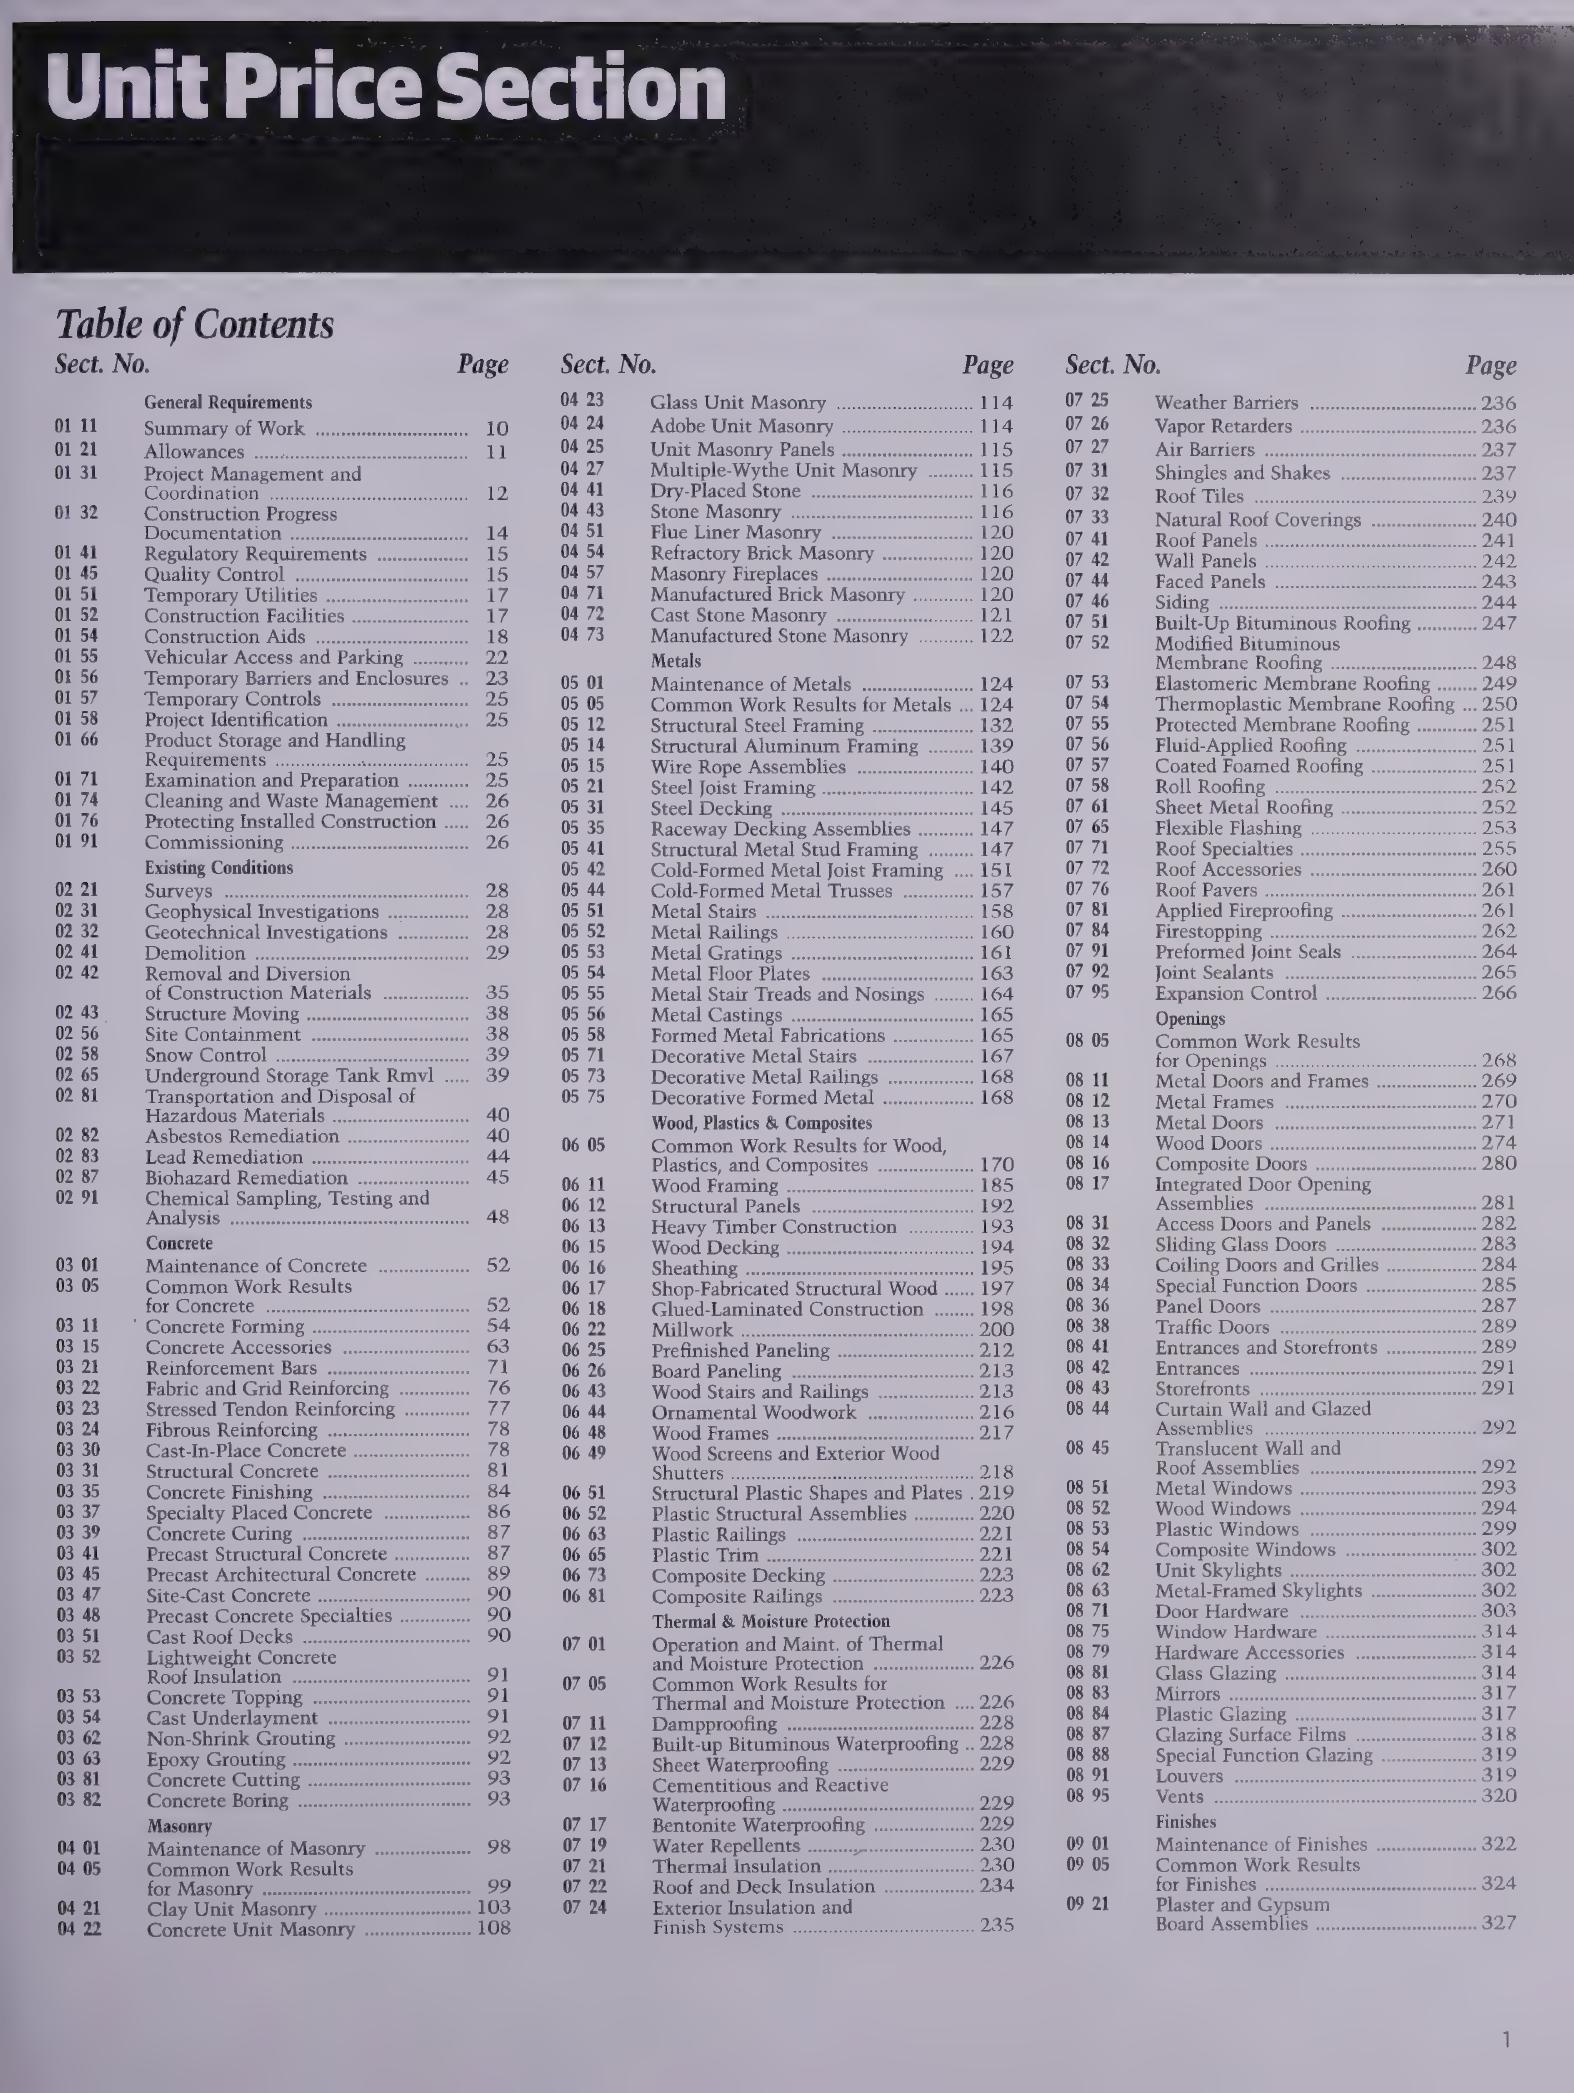 Unit Price Section
Table of Contents
Sect. No. Page
General Requirements
01 11 Summary of Work 10
01 21 Allowances 11
01 31 Project Management and
Coordination 12
01 32 Construction Progress
Documentation 14
01 41 Regulatory Requirements 15
01 45 Quality Control 15
01 51 Temporary Utilities 17
01 52 Construction Facilities 17
01 54 Construction Aids 18
01 55 Vehicular Access and Parking 22
01 56 Temporary Barriers and Enclosures 23
01 57 Temporary Controls 25
01 58 Project Identification 25
01 66 Product Storage and Handling
Requirements 25
01 71 Examination and Preparation 25
01 74 Cleaning and Waste Management 26
01 76 Protecting Installed Construction 26
01 91 Commissioning 26
Existing Conditions
02 21 Surveys 28
02 31 Geophysical Investigations 28
02 32 Geotechnical Investigations 28
02 41 Demolition 29
02 42 Removal and Diversion
of Construction Materials 35
02 43 Structure Moving 38
02 56 Site Containment 38
02 58 Snow Control 39
02 65 Underground Storage Tank Rmvl 39
02 81 Transportation and Disposal of
Hazardous Materials 40
02 82 Asbestos Remediation 40
02 83 Lead Remediation 44
02 87 Biohazard Remediation 45
02 91 Chemical Sampling, Testing and
Analysis 48
Concrete
03 01 Maintenance of Concrete 52
03 05 Common Work Results
for Concrete 52
03 11 Concrete Forming 54
03 15 Concrete Accessories 63
03 21 Reinforcement Bars 71
03 22 Fabric and Grid Reinforcing 76
03 23 Stressed Tendon Reinforcing 77
03 24 Fibrous Reinforcing 78
03 30 Cast-In-Place Concrete 78
03 31 Structural Concrete 81
03 35 Concrete Finishing 84
03 37 Specialty Placed Concrete 86
03 39 Concrete Curing 87
03 41 Precast Structural Concrete 87
03 45 Precast Architectural Concrete 89
03 47 Site-Cast Concrete 90
03 48 Precast Concrete Specialties 90
03 51 Cast Roof Decks 90
03 52 Lightweight Concrete
Roof Insulation 91
03 53 Concrete Topping 91
03 54 Cast Underlayment 91
03 62 Non-Shrink Grouting 92
03 63 Epoxy Grouting 92
03 81 Concrete Cutting 93
03 82 Concrete Boring 93
Masonry
04 01 Maintenance of Masonry 98
04 05 Common Work Results
for Masonry 99
04 21 Clay Unit Masonry 103
04 22 Concrete Unit Masonry 108
Sect. No. Page
04 23 Glass Unit Masonry 114
04 24 Adobe Unit Masonry 114
04 25 Unit Masonry Panels 115
04 27 Multiple-Wythe Unit Masonry 115
04 41 Dry-Placed Stone 116
04 43 Stone Masonry 116
04 51 Flue Liner Masonry 120
04 54 Refractory Brick Masonry 120
04 57 Masonry Fireplaces 120
04 71 Manufactured Brick Masonry 120
04 72 Cast Stone Masonry 121
04 73 Manufactured Stone Masonry 122
Metals
05 01 Maintenance of Metals 124
05 05 Common Work Results for Metals 124
05 12 Structural Steel Framing 132
05 14 Structural Aluminum Framing 139
05 15 Wire Rope Assemblies 140
05 21 Steel Joist Framing 142
05 31 Steel Decking 145
05 35 Raceway Decking Assemblies 147
05 41 Structural Metal Stud Framing 147
05 42 Cold-Formed Metal Joist Framing 151
05 44 Cold-Formed Metal Trusses 157
05 51 Metal Stairs 158
05 52 Metal Railings 160
05 53 Metal Gratings 161
05 54 Metal Floor Plates 163
05 55 Metal Stair Treads and Nosings 164
05 56 Metal Castings 165
05 58 Formed Metal Fabrications 165
05 71 Decorative Metal Stairs 167
05 73 Decorative Metal Railings 168
05 75 Decorative Formed Metal 168
Wood, Plastics & Composites
06 05 Common Work Results for Wood,
Plastics, and Composites 170
06 11 Wood Framing 185
06 12 Structural Panels 192
06 13 Heavy Timber Construction 193
06 15 Wood Decking 194
06 16 Sheathing 195
06 17 Shop-Fabricated Structural Wood 197
06 18 Glued-Laminated Construction 198
06 22 Millwork 200
06 25 Prefinished Paneling 212
06 26 Board Paneling 213
06 43 Wood Stairs and Railings 213
06 44 Ornamental Woodwork 216
06 48 Wood Frames 217
06 49 Wood Screens and Exterior Wood
Shutters 218
06 51 Structural Plastic Shapes and Plates 219
06 52 Plastic Structural Assemblies 220
06 63 Plastic Railings 221
06 65 Plastic Trim 221
06 73 Composite Decking 223
06 81 Composite Railings 223
Thermal & Moisture Protection
07 01 Operation and Maint. of Thermal
and Moisture Protection 226
07 05 Common Work Results for
Thermal and Moisture Protection 226
07 11 Dampproofing 228
07 12 Built-up Bituminous Waterproofing 228
07 13 Sheet Waterproofing 229
07 16 Cementitious and Reactive
Waterproofing 229
07 17 Bentonite Waterproofing 229
07 19 Water Repellents 230
07 21 Thermal Insulation 230
07 22 Roof and Deck Insulation 234
07 24 Exterior Insulation and
Finish Systems 235
Sect. No. Page
07 25 Weather Barriers 236
07 26 Vapor Retarders 236
07 27 Air Barriers 237
07 31 Shingles and Shakes 237
07 32 Roof Tiles 239
07 33 Natural Roof Coverings 240
07 41 Roof Panels 241
07 42 Wall Panels 242
07 44 Faced Panels 243
07 46 Siding 244
07 51 Built-Up Bituminous Roofing 247
07 52 Modified Bituminous
Membrane Roofing 248
07 53 Elastomeric Membrane Roofing 249
07 54 Thermoplastic Membrane Roofing 250
07 55 Protected Membrane Roofing 251
07 56 Fluid-Applied Roofing 251
07 57 Coated Foamed Roofing 251
07 58 Roll Roofing 252
07 61 Sheet Metal Roofing 252
07 65 Flexible Flashing 253
07 71 Roof Specialties 255
07 72 Roof Accessories 260
07 76 Roof Pavers 261
07 81 Applied Fireproofing 261
07 84 Firestopping 262
07 91 Preformed Joint Seals 264
07 92 Joint Sealants 265
07 95 Expansion Control 266
Openings
08 05 Common Work Results
for Openings 268
08 11 Metal Doors and Frames 269
08 12 Metal Frames 270
08 13 Metal Doors 271
08 14 Wood Doors 274
08 16 Composite Doors 280
08 17 Integrated Door Opening
Assemblies 281
08 31 Access Doors and Panels 282
08 32 Sliding Glass Doors 283
08 33 Coiling Doors and Grilles 284
08 34 Special Function Doors 285
08 36 Panel Doors 287
08 38 Traffic Doors 289
08 41 Entrances and Storefronts 289
08 42 Entrances 291
08 43 Storefronts 291
08 44 Curtain Wall and Glazed
Assemblies 292
08 45 Translucent Wall and
Roof Assemblies 292
08 51 Metal Windows 293
08 52 Wood Windows 294
08 53 Plastic Windows 299
08 54 Composite Windows 302
08 62 Unit Skylights 302
08 63 Metal-Framed Skylights 302
08 71 Door Hardware 303
08 75 Window Hardware 314
08 79 Hardware Accessories 314
08 81 Glass Glazing 314
08 83 Mirrors 317
08 84 Plastic Glazing 317
08 87 Glazing Surface Films 318
08 88 Special Function Glazing 319
08 91 Louvers 319
08 95 Vents 320
Finishes
09 01 Maintenance of Finishes 322
09 05 Common Work Results
for Finishes 324
09 21 Plaster and Gypsum
Board Assemblies 327
1